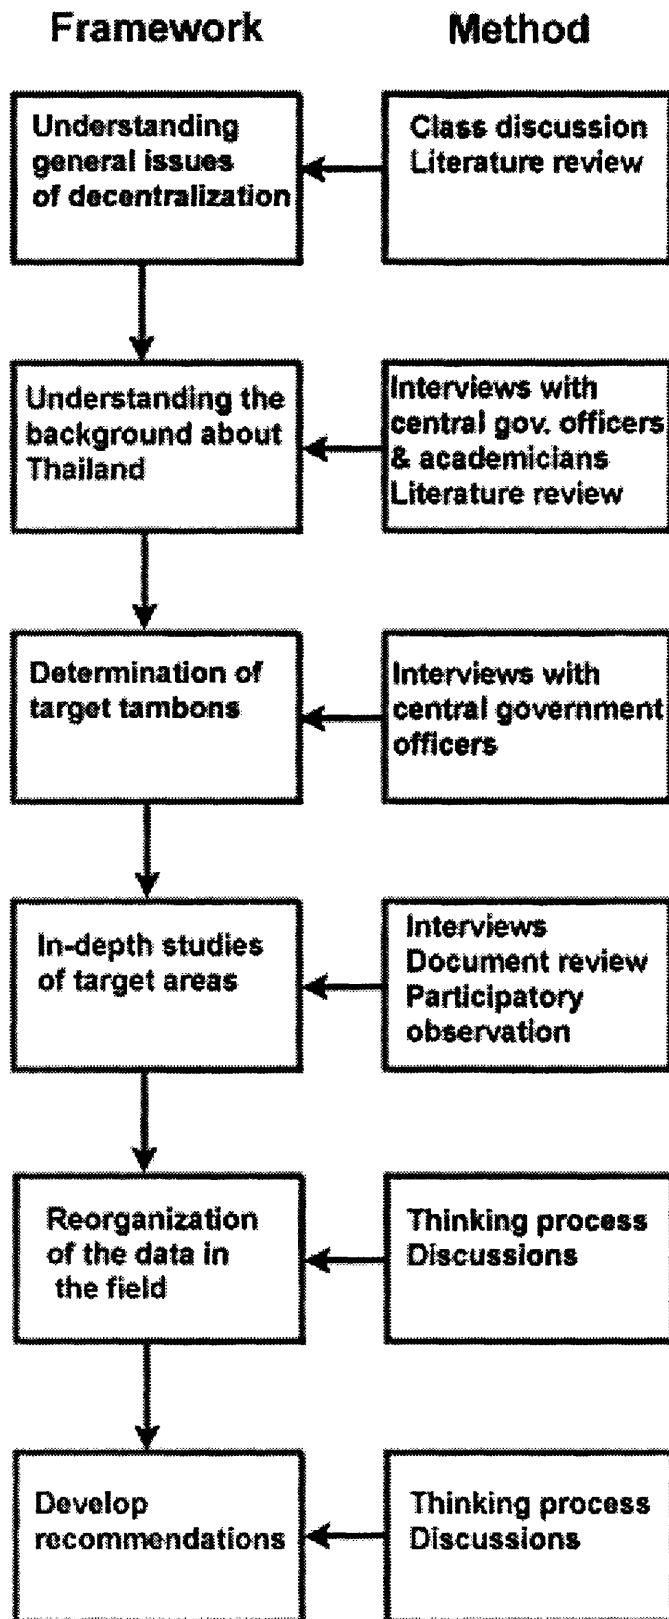 Framework Method
Understanding
general issues
of decentralization
Class discussion
Literature review
Understanding the
background about
Thailand
Interviews with
central gov. officers
& academicians
Literature review
Determination of
target tambons
Interviews with
central government
officers
In-depth studies
of target areas
Interviews
Document review
Participatory
observation
Reorganization
of the data in
the field
Thinking process
Discussions
Develop
recommendations
Thinking process
Discussions